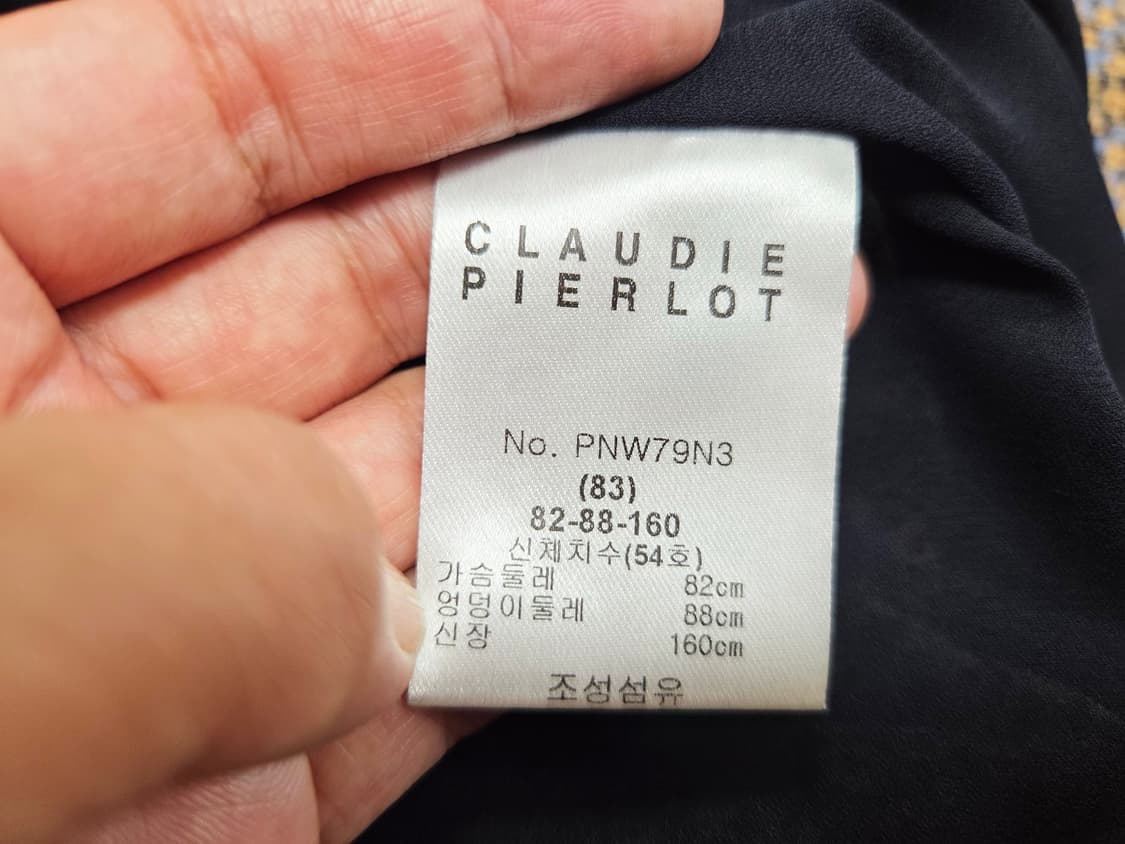 CLAUDIE
PIERLOT
No. PNW79N3
(83)
82-88-160
신체치수(54호)
가슴둘레 82cm
엉덩이둘레 88cm
신장 160cm
조성섬유